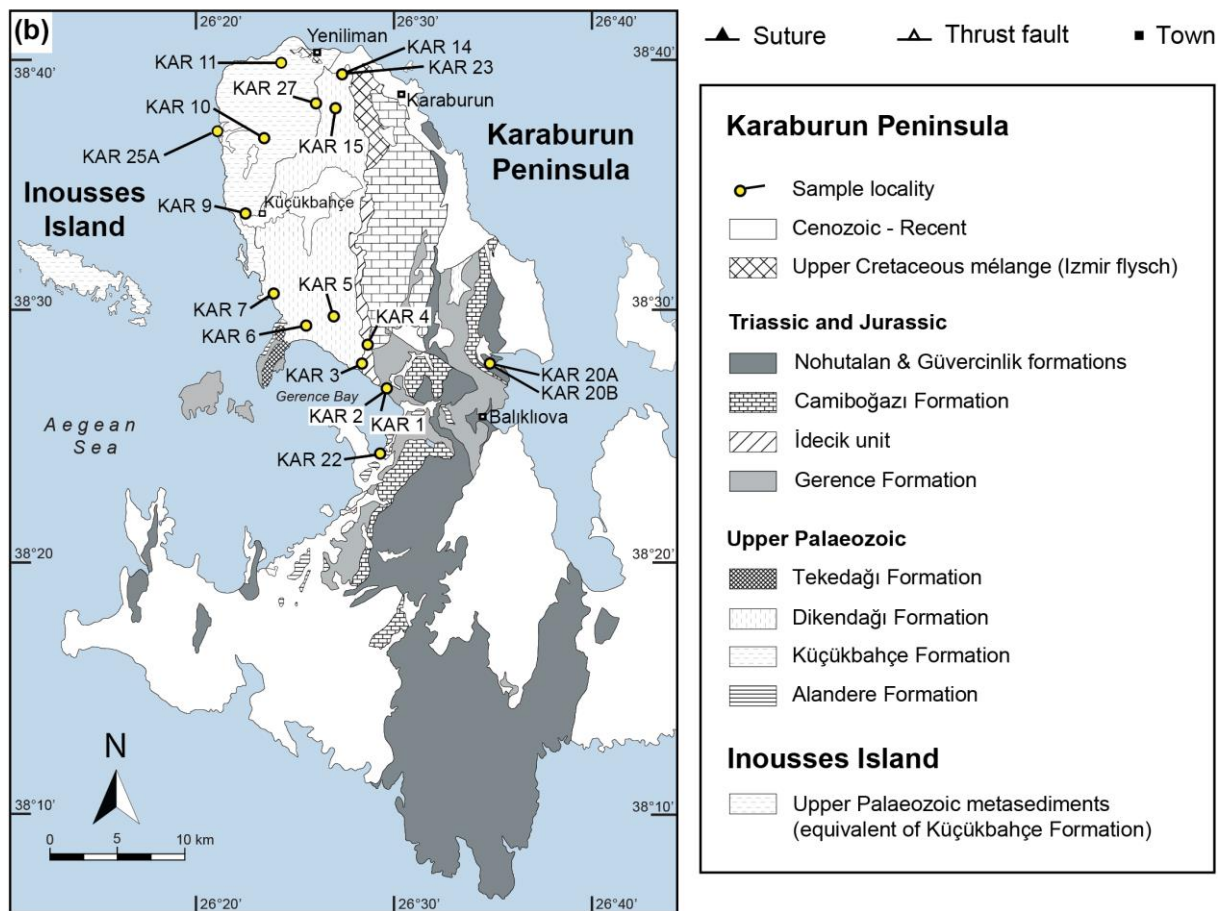 (b)
26°20'
26°30'
26°40'
38°40'
38°40'
Yeniliman
KAR 14
KAR 23
KAR 11
KAR 27
Karaburun
KAR 10
KAR 15
KAR 25A
Karaburun
Peninsula
Inousses
Island
KAR 9
Küçükbahçe
KAR 5
38°30'
38°30'
KAR 7
KAR 4
KAR 6
KAR 3
KAR 20A
KAR 20B
Gerence Bay
KAR 2
KAR 1
Balıklıova
Aegean
Sea
KAR 22
38°20'
38°20'
N
38°10'
38°10'
0 5 10 km
26°20'
26°30'
26°40'
Suture
Thrust fault
Town
Karaburun Peninsula
Sample locality
Cenozoic - Recent
Upper Cretaceous mélange (Izmir flysch)
Triassic and Jurassic
Nohutalan & Güvercinlik formations
Camiboğazı Formation
İdecik unit
Gerence Formation
Upper Palaeozoic
Tekedağı Formation
Dikendağı Formation
Küçükbahçe Formation
Alandere Formation
Inousses Island
Upper Palaeozoic metasediments
(equivalent of Küçükbahçe Formation)